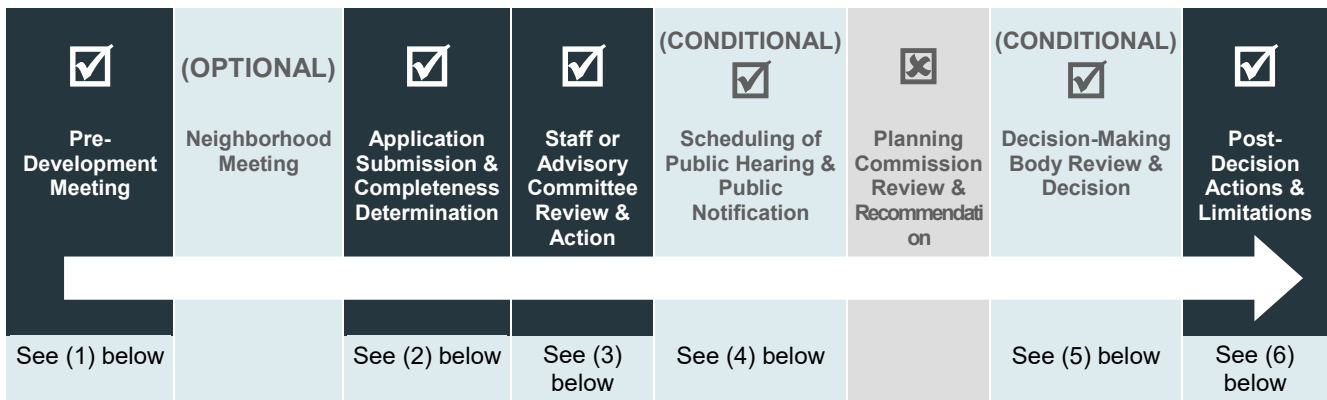 Pre-
Development
Meeting
See (1) below
(OPTIONAL)
Neighborhood
Meeting
Application
Submission &
Completeness
Determination
See (2) below
Staff or
Advisory
Committee
Review &
Action
See (3)
below
(CONDITIONAL)
Scheduling of
Public Hearing &
Public
Notification
See (4) below
Planning
Commission
Review &
Recommendati
on
(CONDITIONAL)
Decision-Making
Body Review &
Decision
See (5) below
Post-
Decision
Actions &
Limitations
See (6)
below